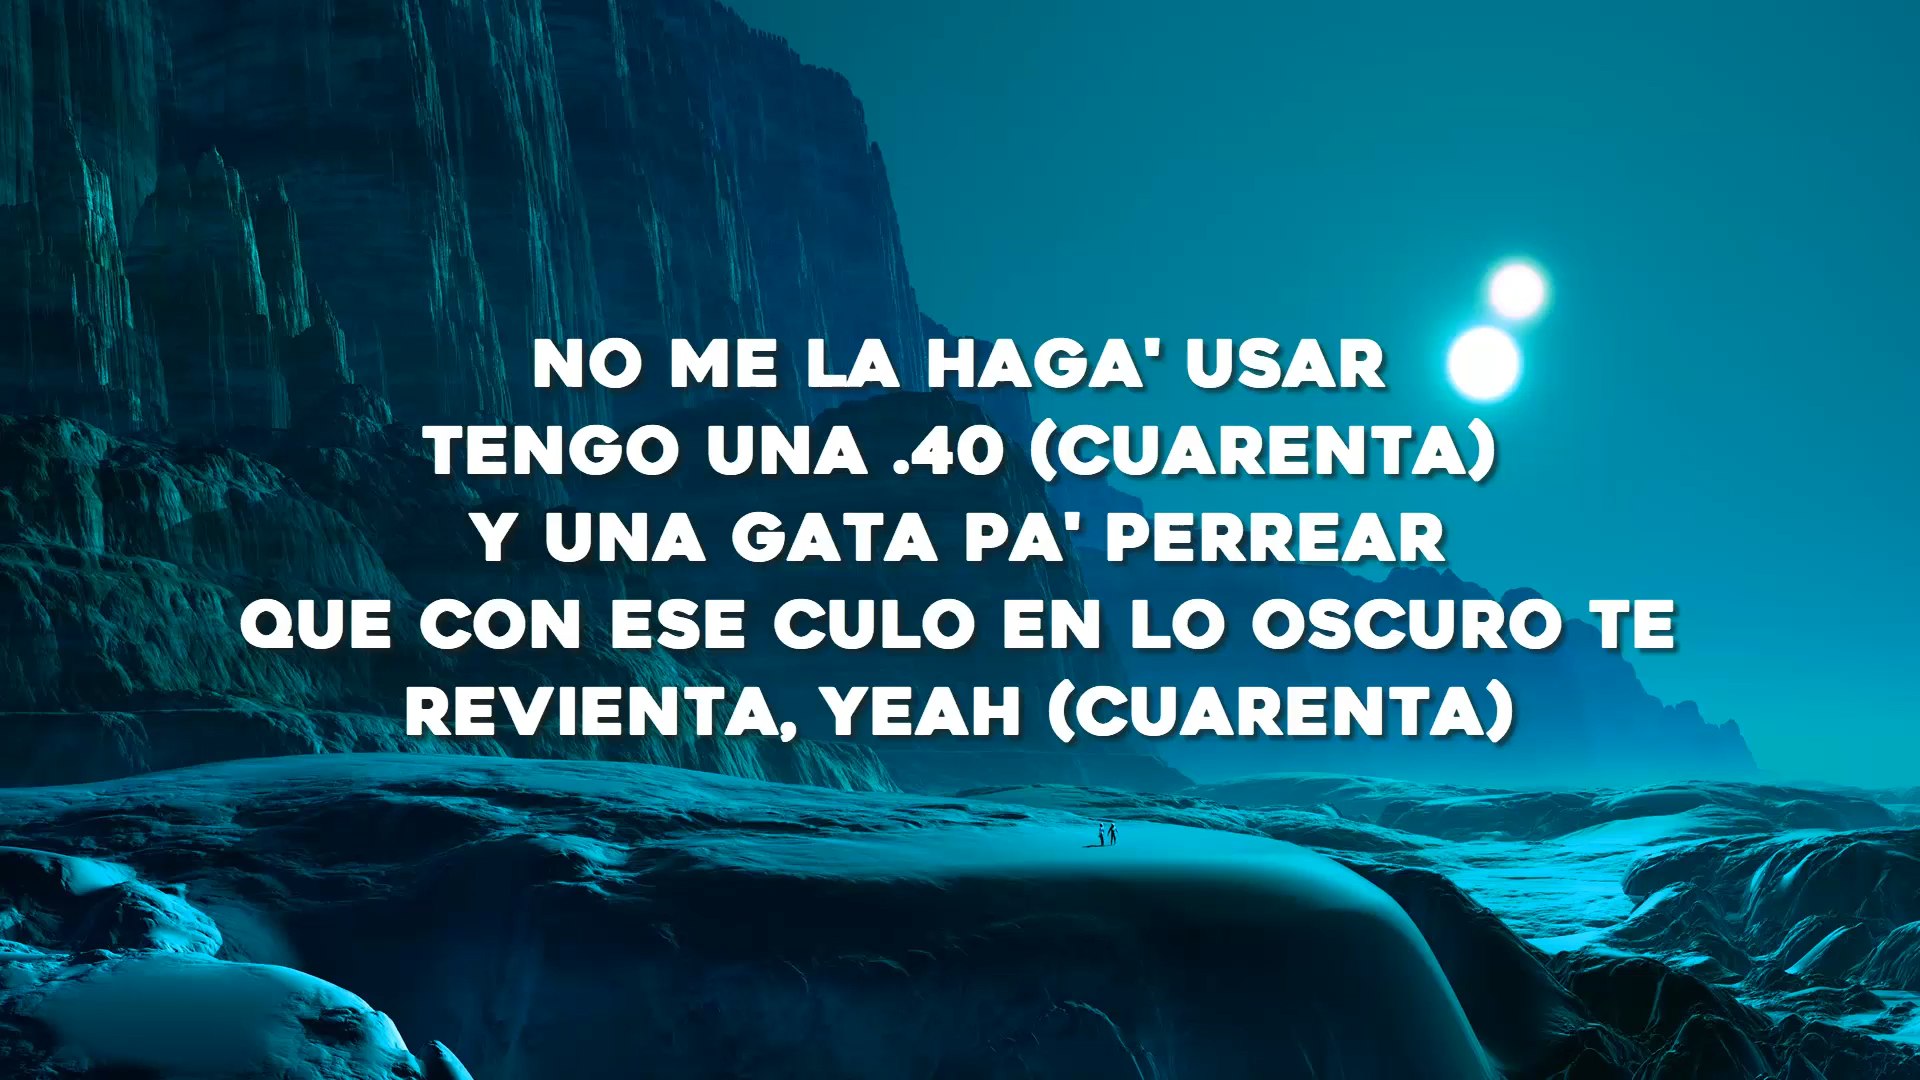 NO ME LA HAGA' USAR
TENGO UNA .40 (CUARENTA)
Y UNA GATA PA' PERREAR
QUE CON ESE CULO EN LO OSCURO TE
REVIENTA, YEAH (CUARENTA)